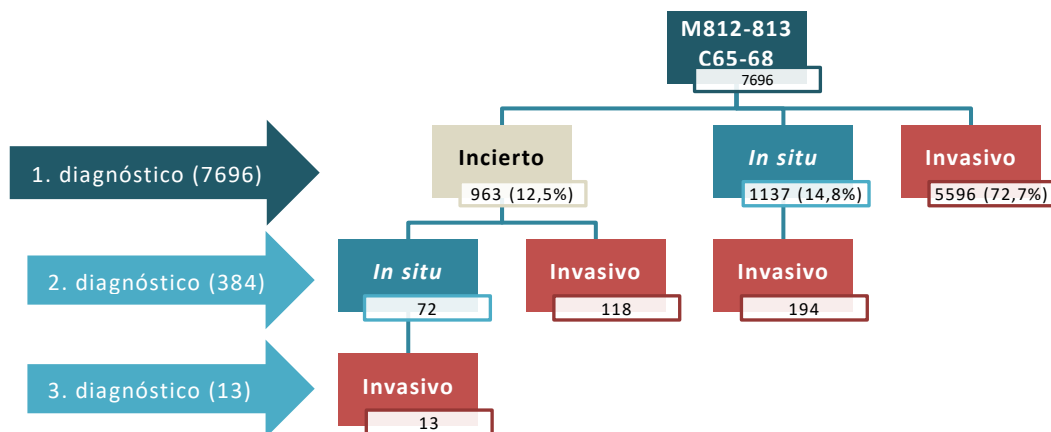 M812-813
C65-68
7696
1. diagnóstico (7696)
Incierto
963 (12,5%)
In situ
1137 (14,8%)
Invasivo
5596 (72,7%)
2. diagnóstico (384)
In situ
72
Invasivo
118
Invasivo
194
3. diagnóstico (13)
Invasivo
13